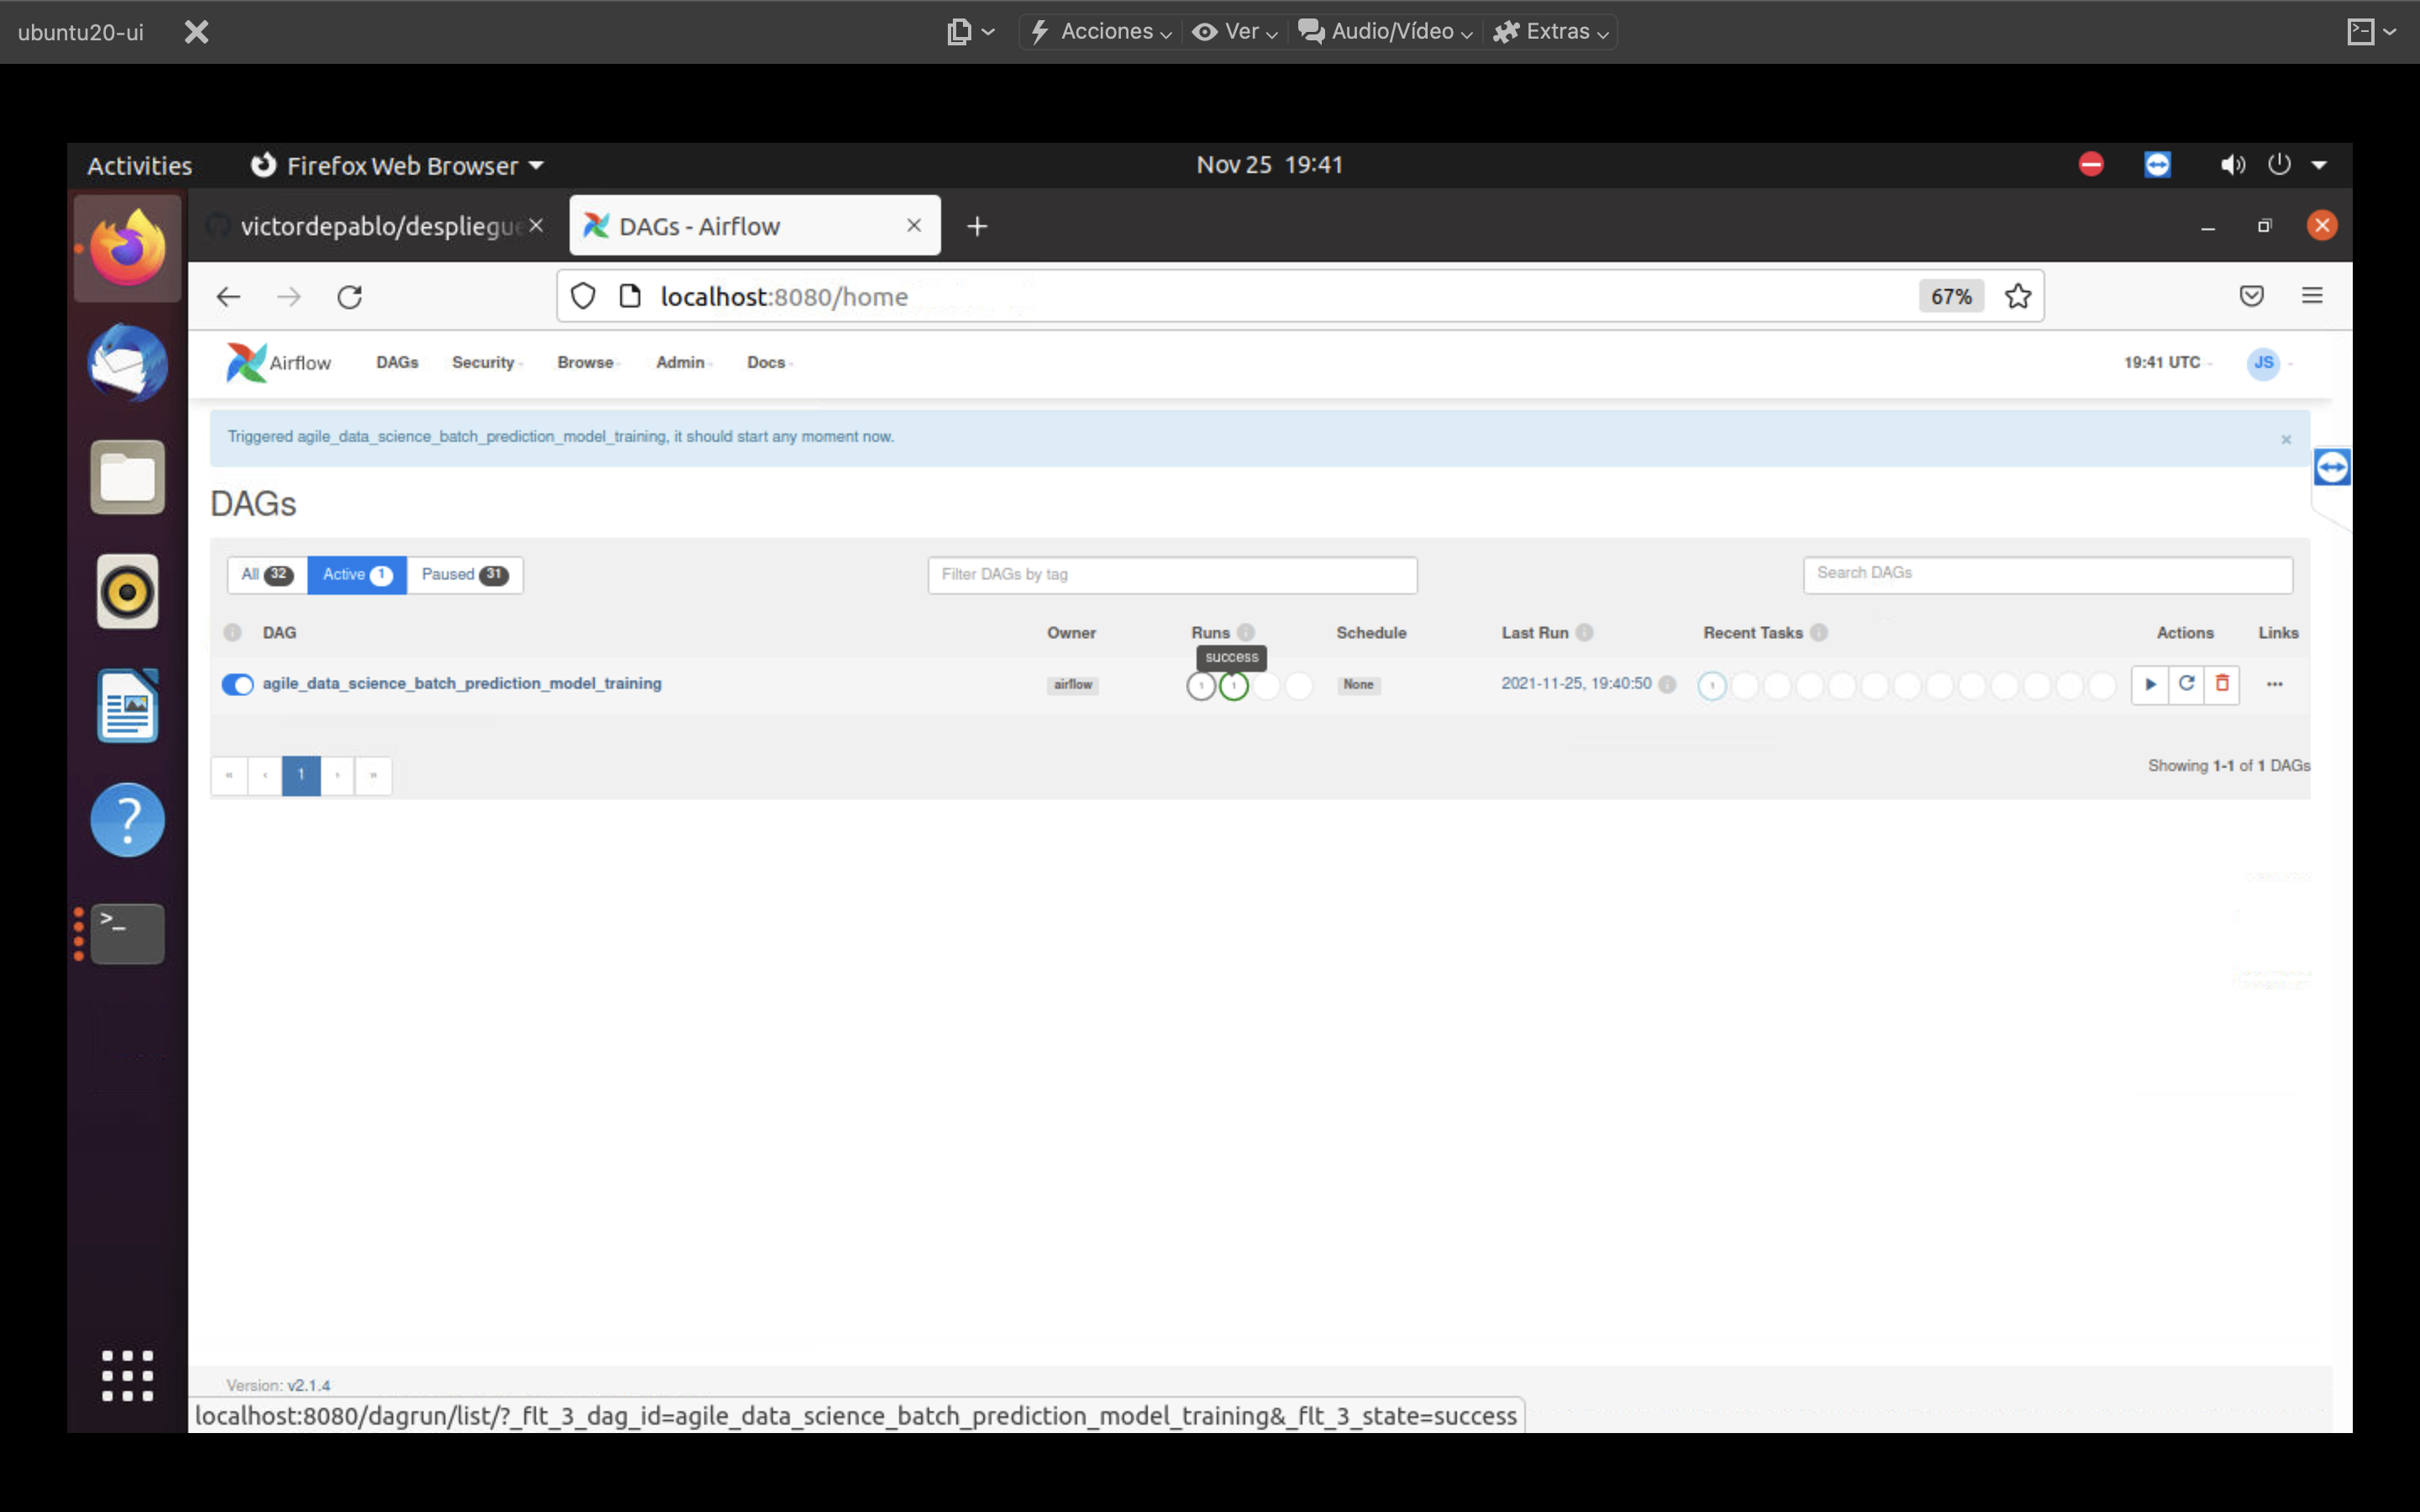 ubuntu20-ui
Acciones Ver Audio/Vídeo Extras
Activities Firefox Web Browser Nov 25 19:41
victordepablo/despliegue DAGs - Airflow
localhost:8080/home 67%
Airflow DAGs Security Browse Admin Docs 19:41 UTC JS
Triggered agile_data_science_batch_prediction_model_training, it should start any moment now. ×
DAGs
All 32 Active 1 Paused 31 Filter DAGs by tag Search DAGs
DAG Owner Runs Schedule Last Run Recent Tasks Actions Links
success
agile_data_science_batch_prediction_model_training airflow 1 1 None 2021-11-25, 19:40:50 1
« ‹ 1 › »
Showing 1-1 of 1 DAGs
Version: v2.1.4
localhost:8080/dagrun/list/?_flt_3_dag_id=agile_data_science_batch_prediction_model_training&_flt_3_state=success